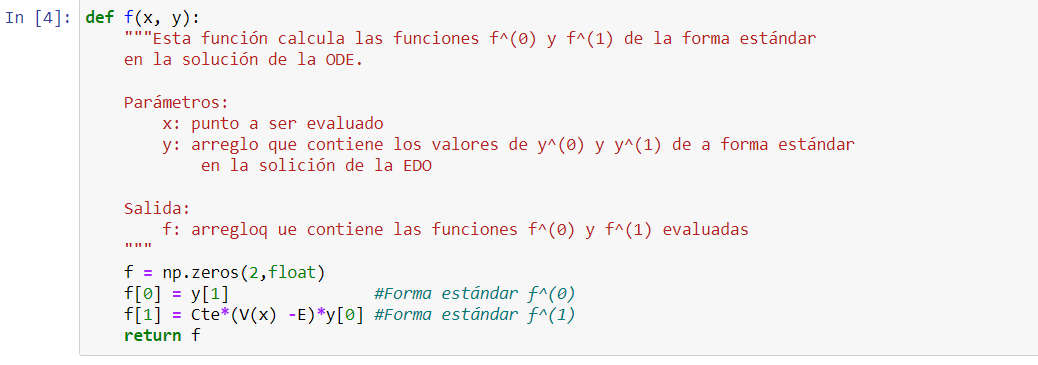 In [4]: def f(x, y):
"""Esta función calcula las funciones f^(0) y f^(1) de la forma estándar
en la solución de la ODE.
Parámetros:
x: punto a ser evaluado
y: arreglo que contiene los valores de y^(0) y y^(1) de a forma estándar
en la solición de la EDO
Salida:
f: arregloq ue contiene las funciones f^(0) y f^(1) evaluadas
"""
f = np.zeros(2,float)
f[0] = y[1] #Forma estándar f^(0)
f[1] = Cte*(V(x) -E)*y[0] #Forma estándar f^(1)
return f